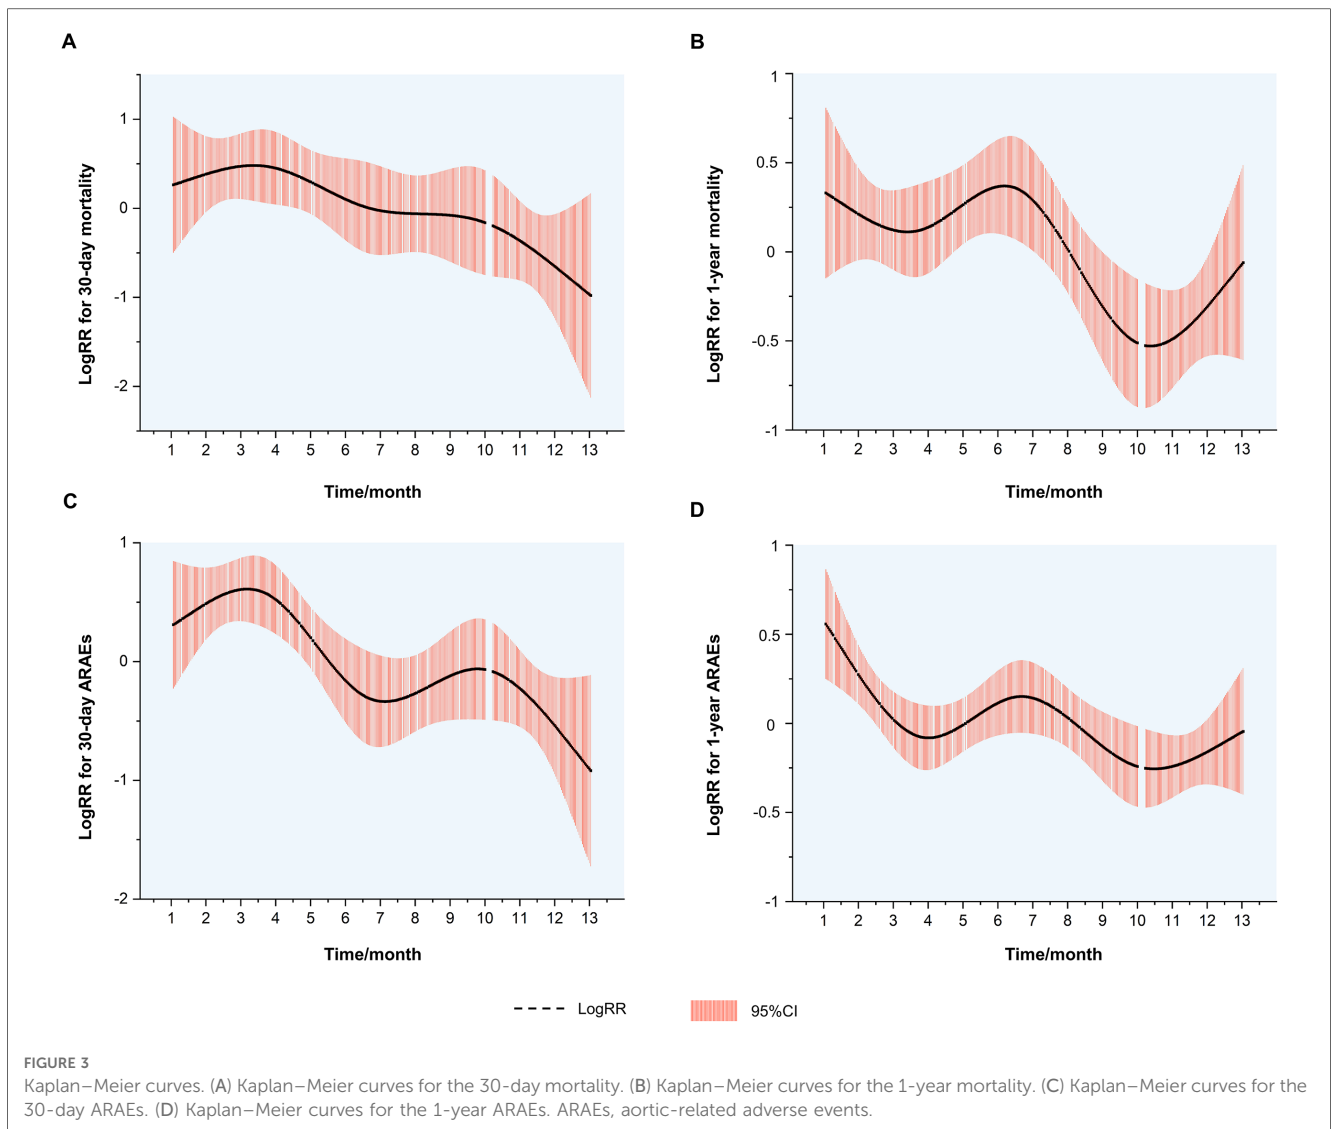 A
LogRR for 30-day mortality
1
0
-1
-2
1 2 3 4 5 6 7 8 9 10 11 12 13
Time/month
B
LogRR for 1-year mortality
1
0.5
0
-0.5
-1
1 2 3 4 5 6 7 8 9 10 11 12 13
Time/month
C
LogRR for 30-day ARAEs
1
0
-1
-2
1 2 3 4 5 6 7 8 9 10 11 12 13
Time/month
D
LogRR for 1-year ARAEs
1
0.5
0
-0.5
-1
1 2 3 4 5 6 7 8 9 10 11 12 13
Time/month
LogRR
95%CI
FIGURE 3
Kaplan–Meier curves. (A) Kaplan–Meier curves for the 30-day mortality. (B) Kaplan–Meier curves for the 1-year mortality. (C) Kaplan–Meier curves for the
30-day ARAEs. (D) Kaplan–Meier curves for the 1-year ARAEs. ARAEs, aortic-related adverse events.